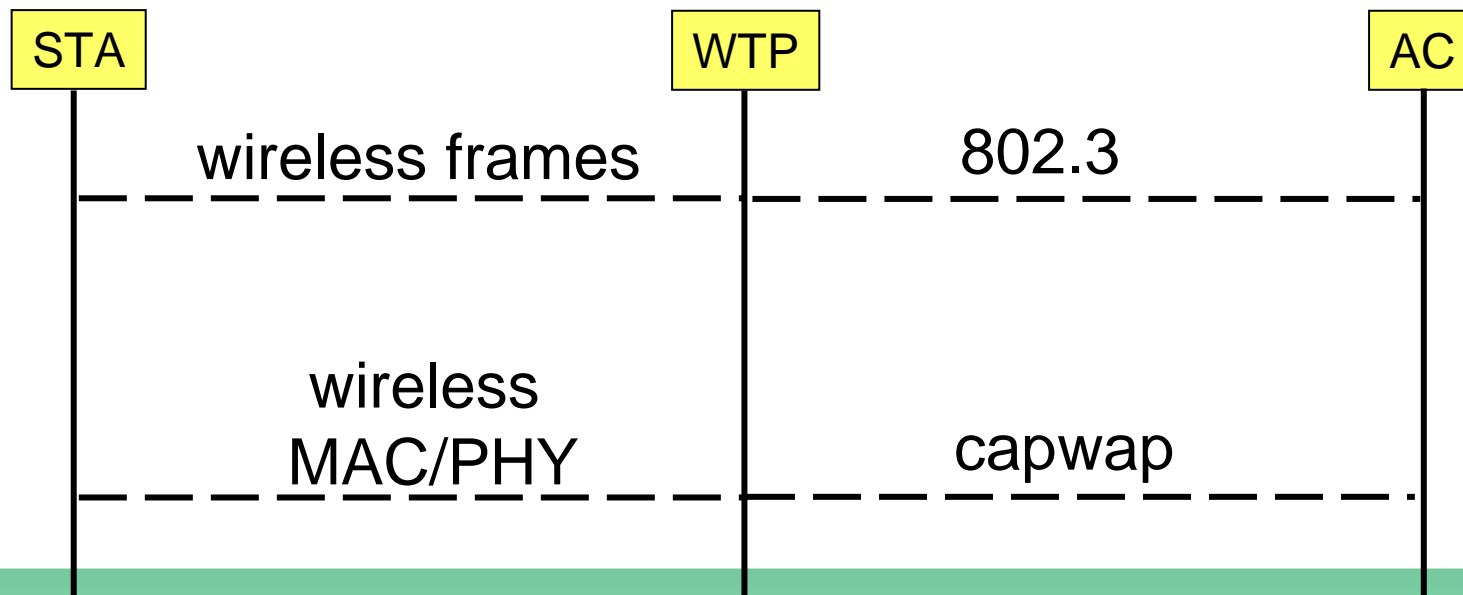 STA
WTP
AC
wireless frames
802.3
wireless
MAC/PHY
capwap